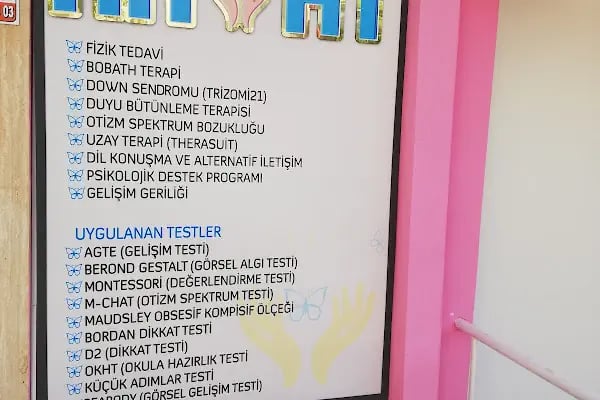 03
FİZİK TEDAVİ
BOBATH TERAPİ
DOWN SENDROMU (TRİZOMİ21)
DUYU BÜTÜNLEME TERAPİSİ
OTİZM SPEKTRUM BOZUKLUĞU
UZAY TERAPİ (THERASUIT)
DİL KONUŞMA VE ALTERNATİF İLETİŞİM
PSİKOLOJİK DESTEK PROGRAMI
GELİŞİM GERİLİĞİ
UYGULANAN TESTLER
AGTE (GELİŞİM TESTİ)
BEROND GESTALT (GÖRSEL ALGI TESTİ)
MONTESSORİ (DEĞERLENDİRME TESTİ)
M-CHAT (OTİZM SPEKTRUM TESTİ)
MAUDSLEY OBSESİF KOMPİSİF ÖLÇEĞİ
BORDAN DİKKAT TESTİ
D2 (DİKKAT TESTİ)
OKHT (OKULA HAZIRLIK TESTİ
KÜÇÜK ADIMLAR TESTİ
PEABODY (GÖRSEL GELİŞİM TESTİ)